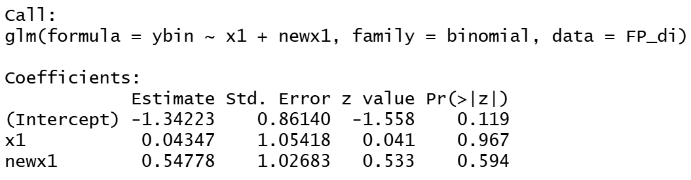 Call:
glm(formula = ybin ~ x1 + newx1, family = binomial, data = FP_di)
Coefficients:
Estimate Std. Error z value Pr(>|z|)
(Intercept) -1.34223 0.86140 -1.558 0.119
x1 0.04347 1.05418 0.041 0.967
newx1 0.54778 1.02683 0.533 0.594